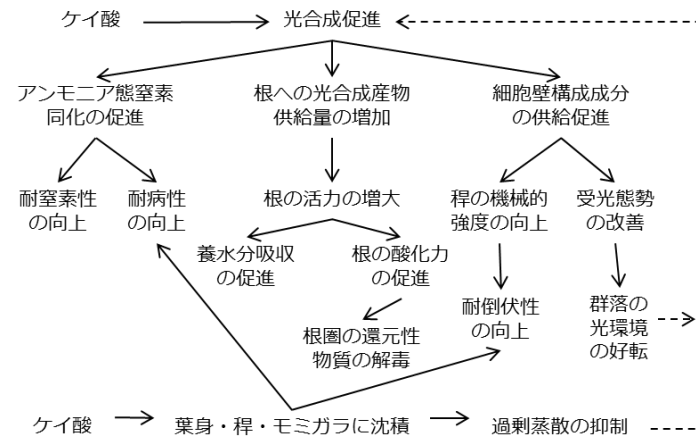 ケイ酸
光合成促進
アンモニア態窒素
同化の促進
根への光合成産物
供給量の増加
細胞壁構成成分
の供給促進
耐窒素性
の向上
耐病性
の向上
根の活力の増大
稈の機械的
強度の向上
受光態勢
の改善
養水分吸収
の促進
根の酸化力
の促進
耐倒伏性
の向上
群落の
光環境
の好転
根圏の還元性
物質の解毒
ケイ酸
葉身・稈・モミガラに沈積
過剰蒸散の抑制